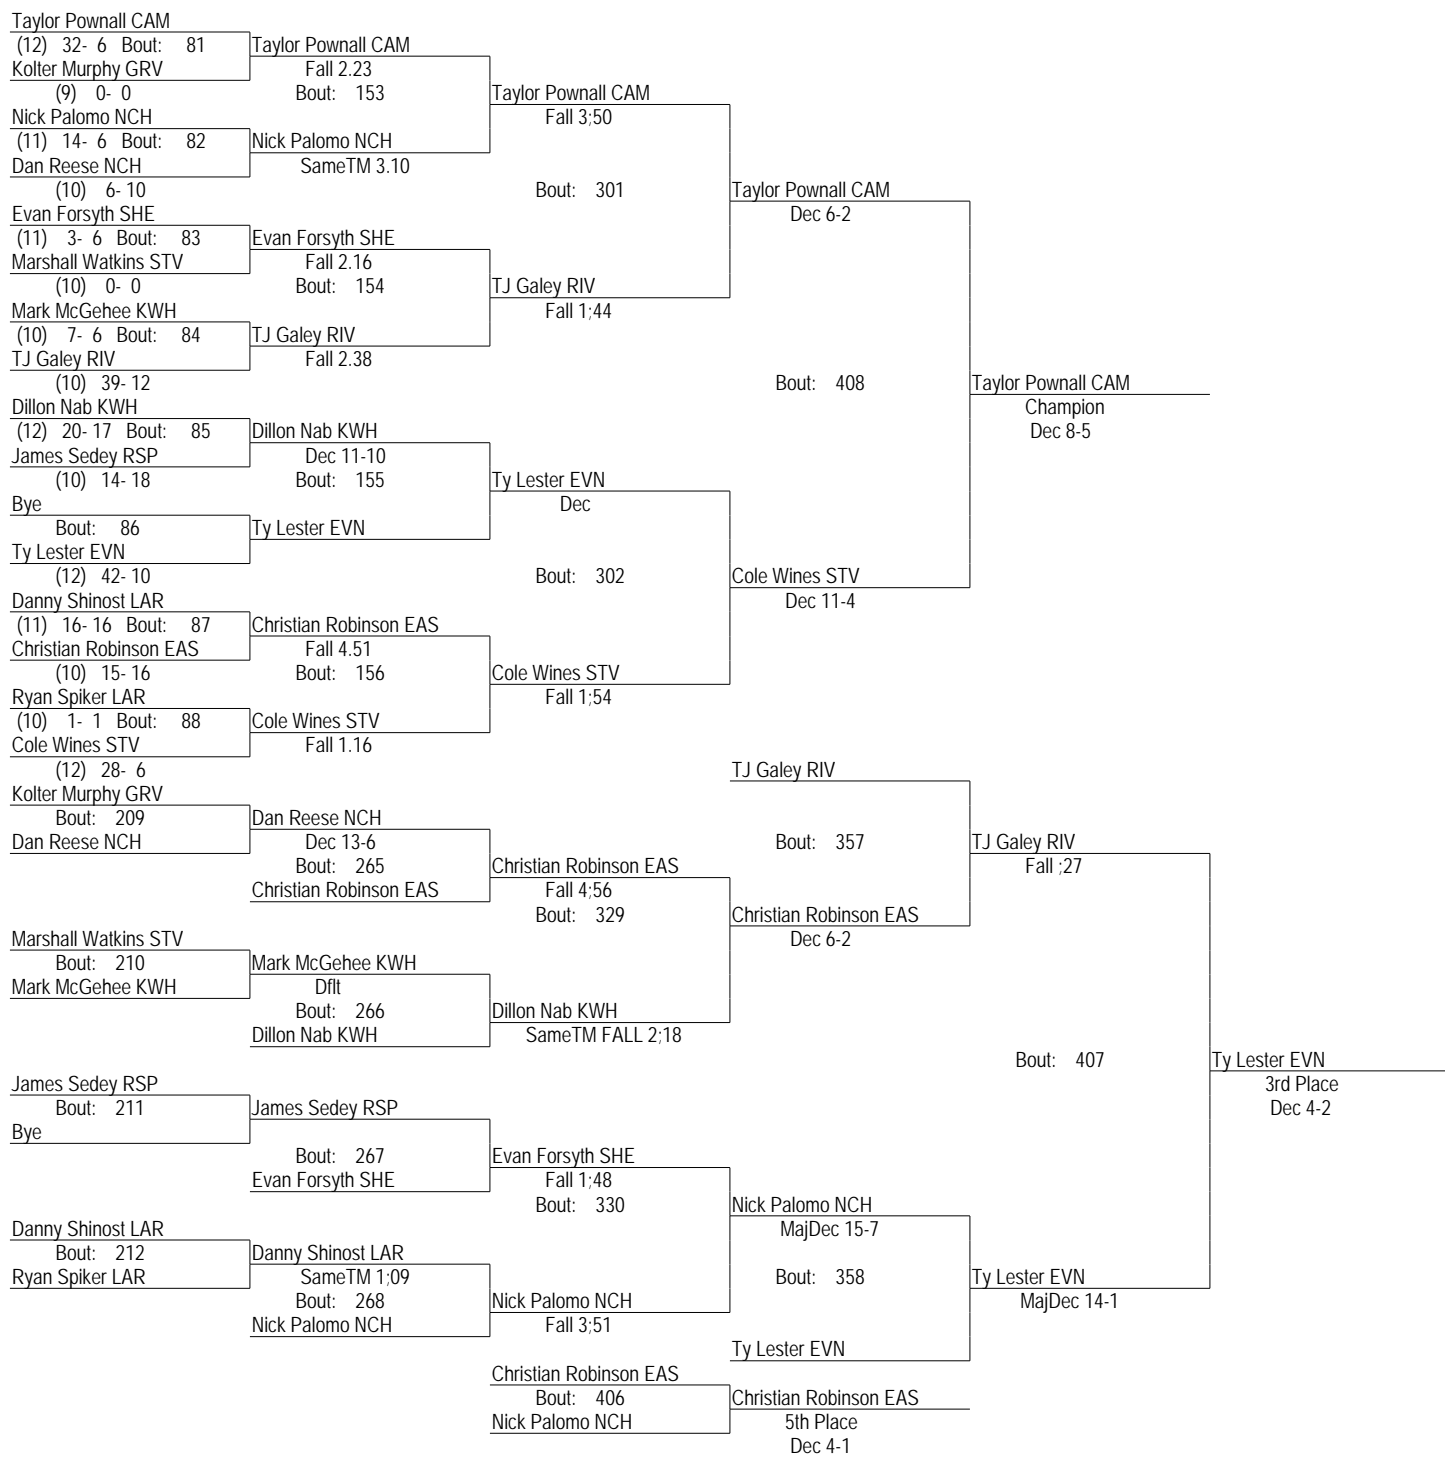 Taylor Pownall CAM
(12) 32- 6 Bout: 81
Kolter Murphy GRV
(9) 0- 0
Nick Palomo NCH
(11) 14- 6 Bout: 82
Dan Reese NCH
(10) 6- 10
Evan Forsyth SHE
(11) 3- 6 Bout: 83
Marshall Watkins STV
(10) 0- 0
Mark McGehee KWH
(10) 7- 6 Bout: 84
TJ Galey RIV
(10) 39- 12
Dillon Nab KWH
(12) 20- 17 Bout: 85
James Sedey RSP
(10) 14- 18
Bye
Bout: 86
Ty Lester EVN
(12) 42- 10
Danny Shinost LAR
(11) 16- 16 Bout: 87
Christian Robinson EAS
(10) 15- 16
Ryan Spiker LAR
(10) 1- 1 Bout: 88
Cole Wines STV
(12) 28- 6
Taylor Pownall CAM
Fall 2.23
Bout: 153
Nick Palomo NCH
SameTM 3.10
Evan Forsyth SHE
Fall 2.16
Bout: 154
TJ Galey RIV
Fall 2.38
Dillon Nab KWH
Dec 11-10
Bout: 155
Ty Lester EVN
Christian Robinson EAS
Fall 4.51
Bout: 156
Cole Wines STV
Fall 1.16
Taylor Pownall CAM
Fall 3;50
Bout: 301
TJ Galey RIV
Fall 1;44
Ty Lester EVN
Dec
Bout: 302
Cole Wines STV
Fall 1;54
Taylor Pownall CAM
Dec 6-2
Bout: 408
Cole Wines STV
Dec 11-4
Taylor Pownall CAM
Champion
Dec 8-5
Kolter Murphy GRV
Bout: 209
Dan Reese NCH
Marshall Watkins STV
Bout: 210
Mark McGehee KWH
James Sedey RSP
Bout: 211
Bye
Danny Shinost LAR
Bout: 212
Ryan Spiker LAR
Dan Reese NCH
Dec 13-6
Bout: 265
Christian Robinson EAS
Mark McGehee KWH
Dflt
Bout: 266
Dillon Nab KWH
James Sedey RSP
Bout: 267
Evan Forsyth SHE
Danny Shinost LAR
SameTM 1;09
Bout: 268
Nick Palomo NCH
Christian Robinson EAS
Fall 4;56
Bout: 329
Dillon Nab KWH
SameTM FALL 2;18
Evan Forsyth SHE
Fall 1;48
Bout: 330
Nick Palomo NCH
Fall 3;51
TJ Galey RIV
Bout: 357
Christian Robinson EAS
Dec 6-2
Nick Palomo NCH
MajDec 15-7
Bout: 358
Ty Lester EVN
TJ Galey RIV
Fall ;27
Bout: 407
Ty Lester EVN
MajDec 14-1
Ty Lester EVN
3rd Place
Dec 4-2
Christian Robinson EAS
Bout: 406
Nick Palomo NCH
Christian Robinson EAS
5th Place
Dec 4-1